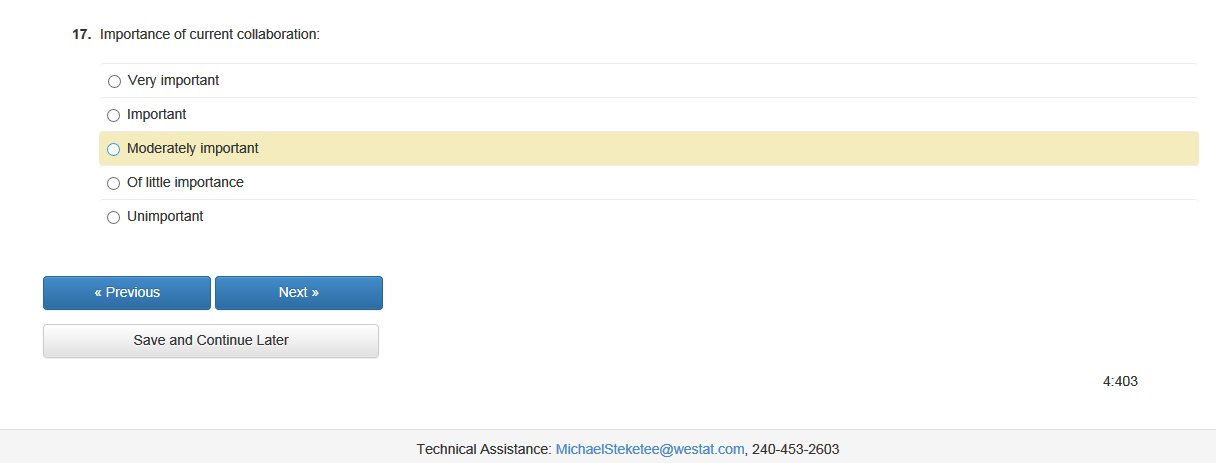 17. Importance of current collaboration:
Very important
Important
Moderately important
Of little importance
Unimportant
« Previous
Next »
Save and Continue Later
4:403
Technical Assistance: MichaelSteketee@westat.com, 240-453-2603